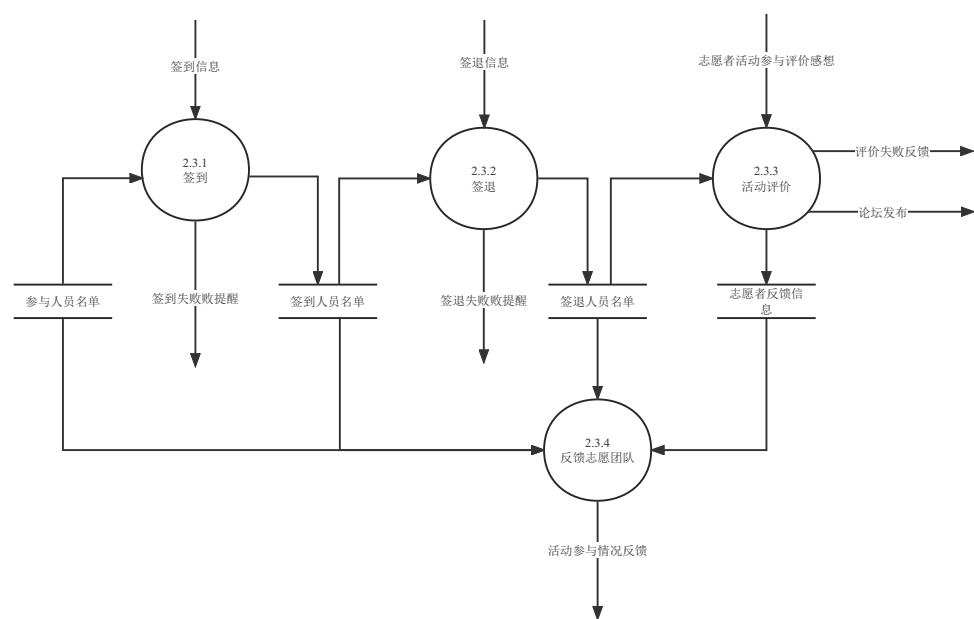 签到信息
签退信息
志愿者活动参与评价感想
2.3.1
签到
2.3.2
签退
2.3.3
活动评价
评价失败反馈
论坛发布
参与人员名单
签到失败败提醒
签到人员名单
签退失败败提醒
签退人员名单
志愿者反馈信
息
2.3.4
反馈志愿团队
活动参与情况反馈